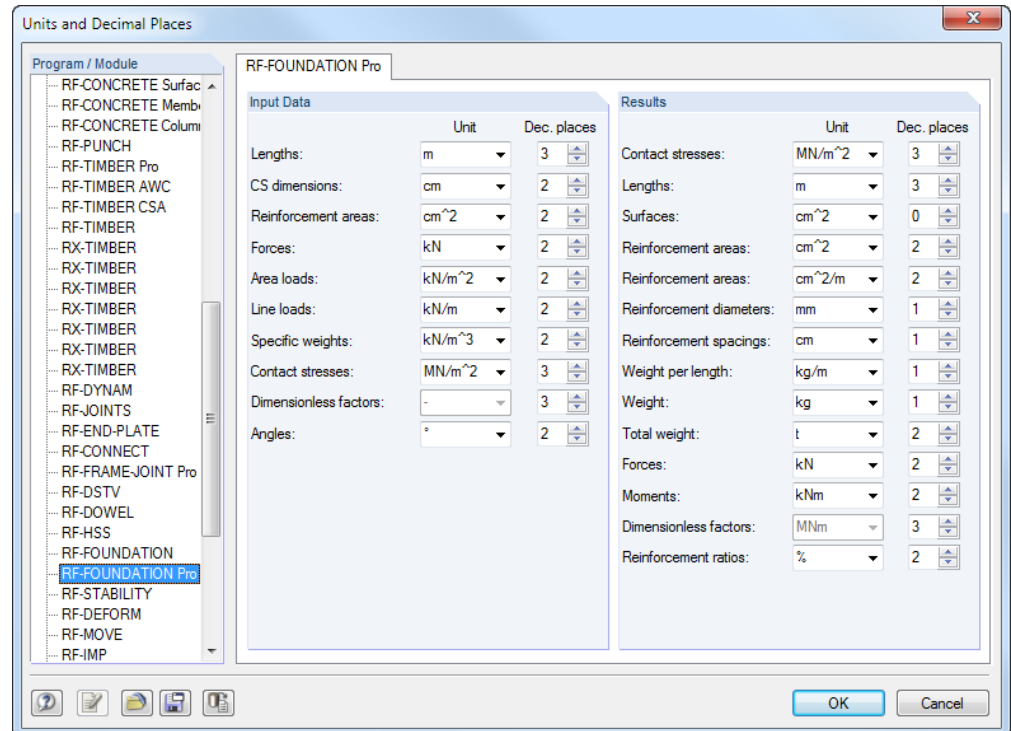 Units and Decimal Places
Program / Module
RF-CONCRETE Surfac
RF-CONCRETE Memb
RF-CONCRETE Colum
RF-PUNCH
RF-TIMBER Pro
RF-TIMBER AWC
RF-TIMBER CSA
RF-TIMBER
RX-TIMBER
RX-TIMBER
RX-TIMBER
RX-TIMBER
RX-TIMBER
RX-TIMBER
RX-TIMBER
RF-DYNAM
RF-JOINTS
RF-END-PLATE
RF-CONNECT
RF-FRAME-JOINT Pro
RF-DSTV
RF-DOWEL
RF-HSS
RF-FOUNDATION
RF-FOUNDATION Pro
RF-STABILITY
RF-DEFORM
RF-MOVE
RF-IMP
RF-FOUNDATION Pro
Input Data
Unit Dec. places
Lengths: m 3
CS dimensions: cm 2
Reinforcement areas: cm^2 2
Forces: kN 2
Area loads: kN/m^2 2
Line loads: kN/m 2
Specific weights: kN/m^3 2
Contact stresses: MN/m^2 3
Dimensionless factors: - 3
Angles: ° 2
Results
Unit Dec. places
Contact stresses: MN/m^2 3
Lengths: m 3
Surfaces: cm^2 0
Reinforcement areas: cm^2 2
Reinforcement areas: cm^2/m 2
Reinforcement diameters: mm 1
Reinforcement spacings: cm 1
Weight per length: kg/m 1
Weight: kg 1
Total weight: t 2
Forces: kN 2
Moments: kNm 2
Dimensionless factors: MNm 3
Reinforcement ratios: % 2
OK Cancel